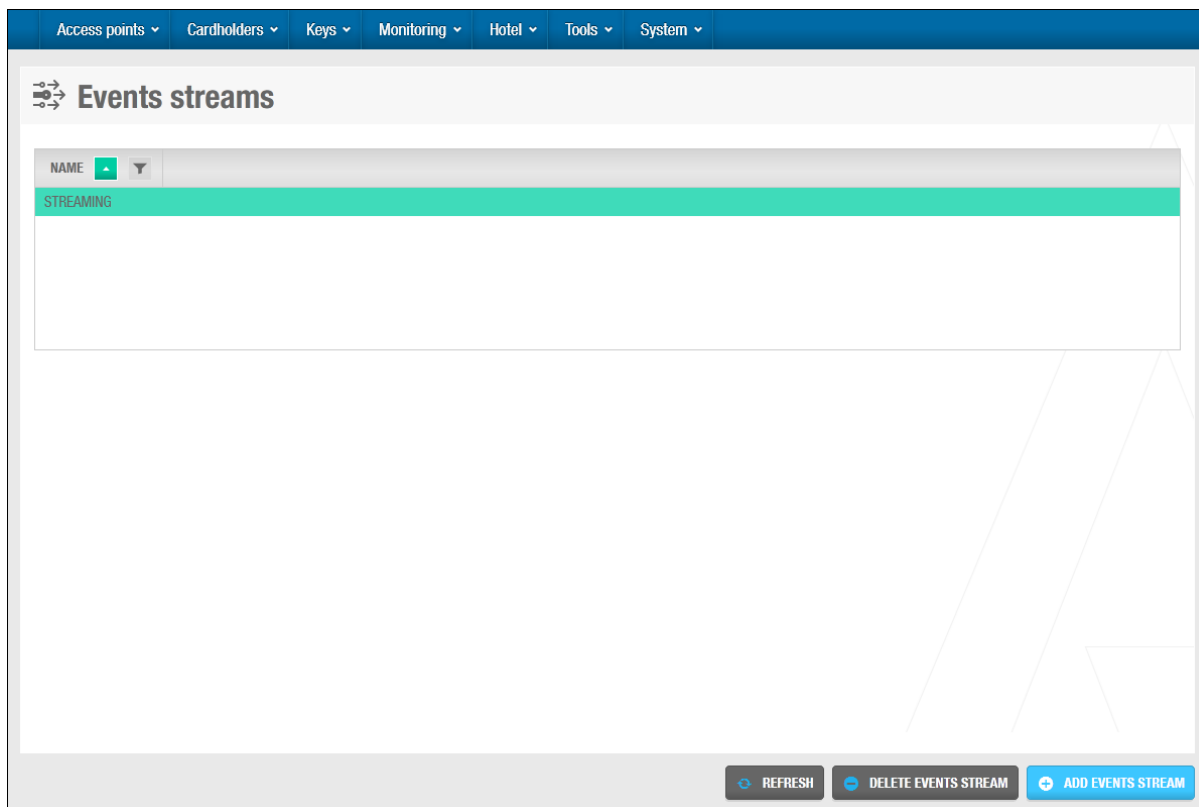 Access points Cardholders Keys Monitoring Hotel Tools System
Events streams
NAME
STREAMING
REFRESH DELETE EVENTS STREAM ADD EVENTS STREAM